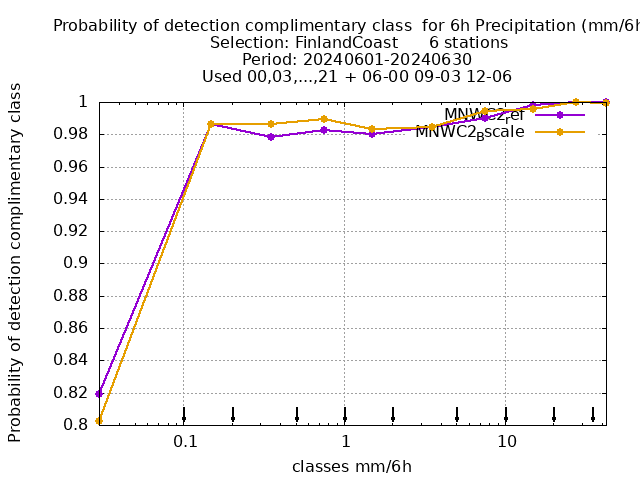 Probability of detection complimentary class  for 6h Precipitation (mm/6h
Selection: FinlandCoast      6 stations
Period: 20240601-20240630
Used 00,03,...,21 + 06-00 09-03 12-06
Probability of detection complimentary class
1
0.98
0.96
0.94
0.92
0.9
0.88
0.86
0.84
0.82
0.8
MNWC2ref
MNWC2Bscale
0.1
1
10
classes mm/6h